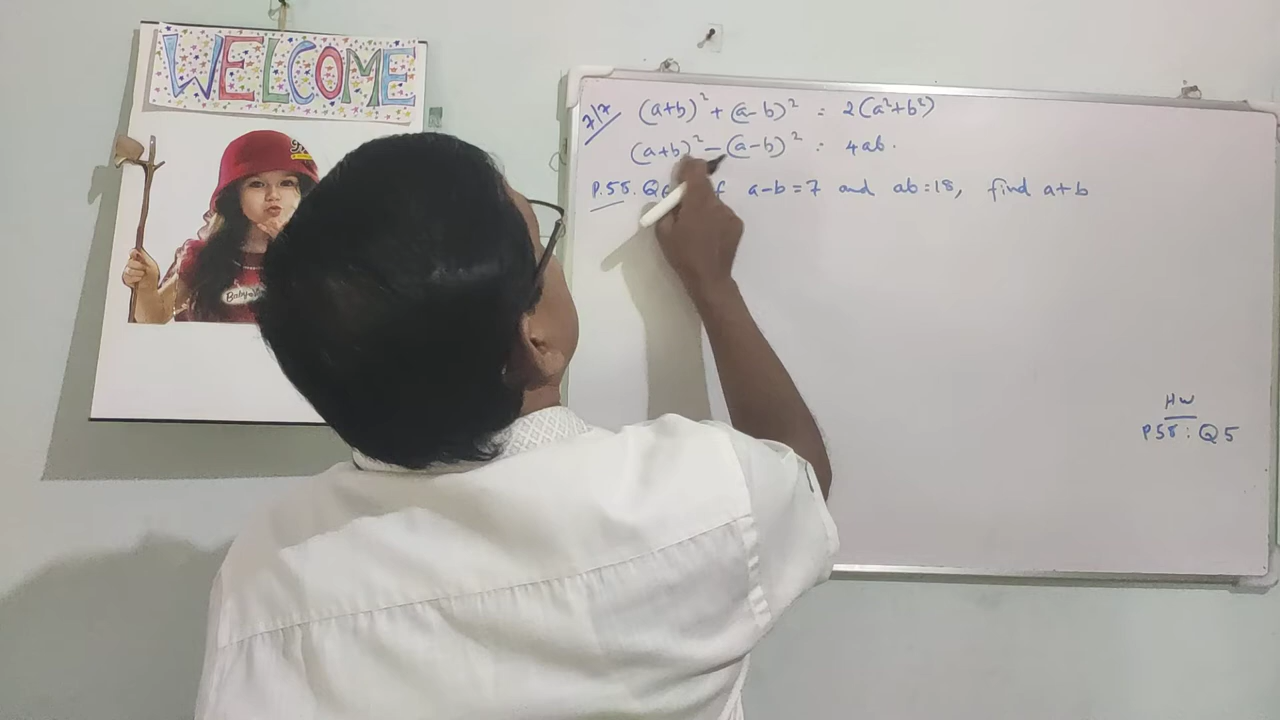 WELCOME
Baby
7/7
(a+b)² + (a-b)² = 2(a²+b²)
(a+b)² - (a-b)² = 4ab.
P.58. a-b=7 and ab=18, find a+b
HW
P58: Q5